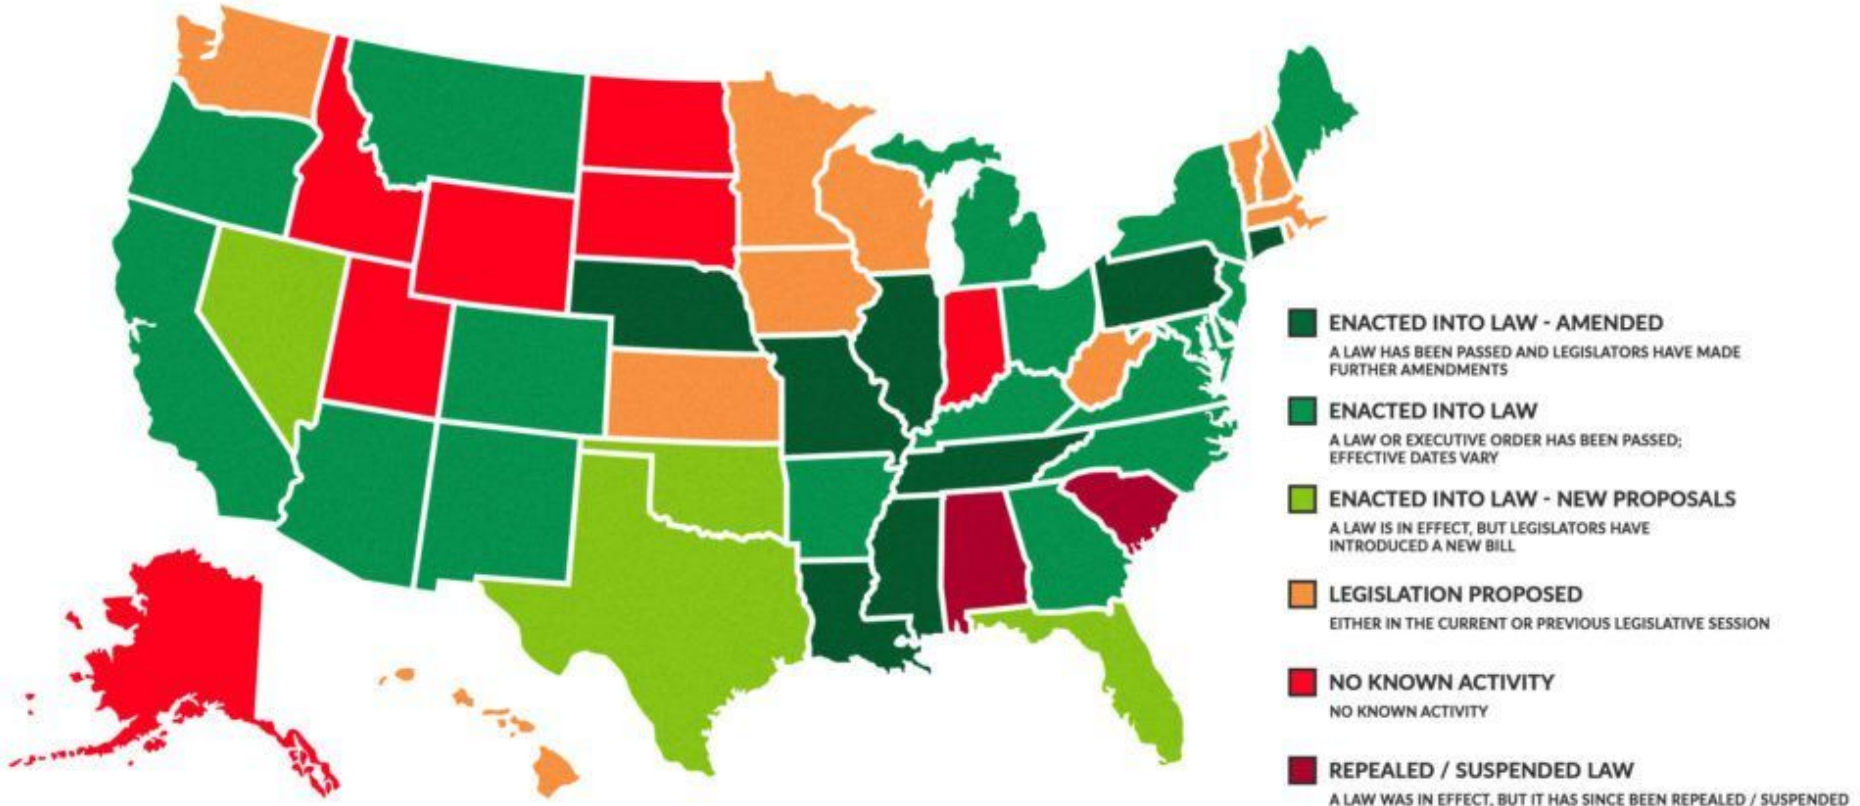 ENACTED INTO LAW - AMENDED
A LAW HAS BEEN PASSED AND LEGISLATORS HAVE MADE
FURTHER AMENDMENTS
ENACTED INTO LAW
A LAW OR EXECUTIVE ORDER HAS BEEN PASSED;
EFFECTIVE DATES VARY
ENACTED INTO LAW - NEW PROPOSALS
A LAW IS IN EFFECT, BUT LEGISLATORS HAVE
INTRODUCED A NEW BILL
LEGISLATION PROPOSED
EITHER IN THE CURRENT OR PREVIOUS LEGISLATIVE SESSION
NO KNOWN ACTIVITY
NO KNOWN ACTIVITY
REPEALED / SUSPENDED LAW
A LAW WAS IN EFFECT, BUT IT HAS SINCE BEEN REPEALED / SUSPENDED